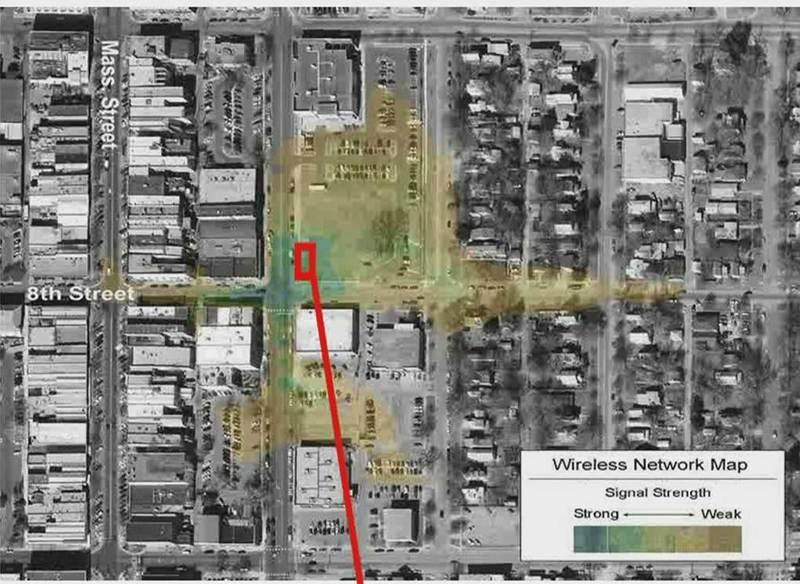 Mass Street
8th Street
Wireless Network Map
Signal Strength
Strong Weak